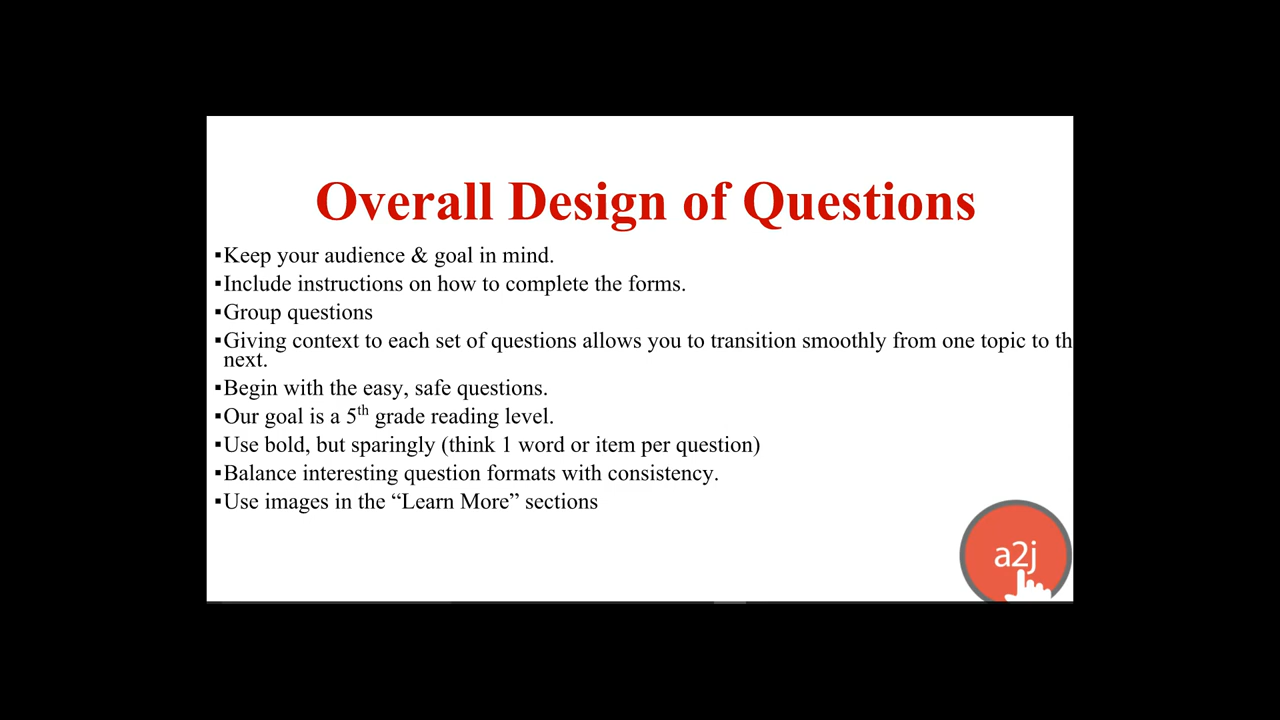 Overall Design of Questions
▪Keep your audience & goal in mind.
▪Include instructions on how to complete the forms.
▪Group questions
▪Giving context to each set of questions allows you to transition smoothly from one topic to th
next.
▪Begin with the easy, safe questions.
▪Our goal is a 5th grade reading level.
▪Use bold, but sparingly (think 1 word or item per question)
▪Balance interesting question formats with consistency.
▪Use images in the “Learn More” sections
a2j